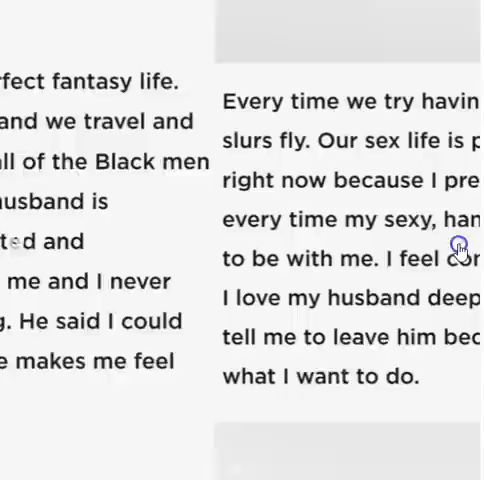 rfect fantasy life.
and we travel and
all of the Black men
husband is
ted and
me and I never
g. He said I could
e makes me feel
Every time we try havin
slurs fly. Our sex life is p
right now because I pre
every time my sexy, han
to be with me. I feel con
I love my husband deep
tell me to leave him bec
what I want to do.